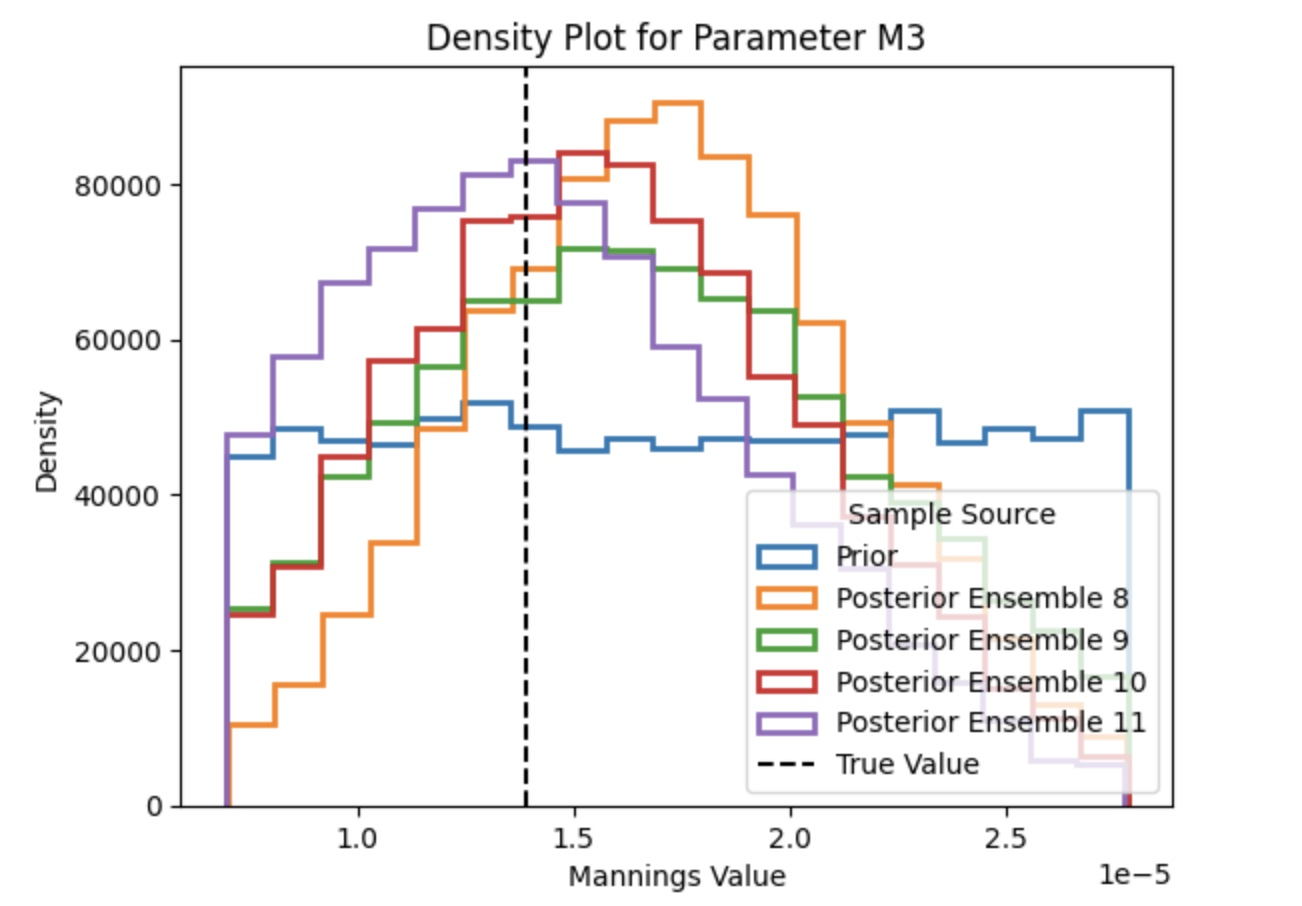 Density Plot for Parameter M3
Density
80000
60000
40000
20000
0
Sample Source
Prior
Posterior Ensemble 8
Posterior Ensemble 9
Posterior Ensemble 10
Posterior Ensemble 11
True Value
1.0 1.5 2.0 2.5
1e−5
Mannings Value